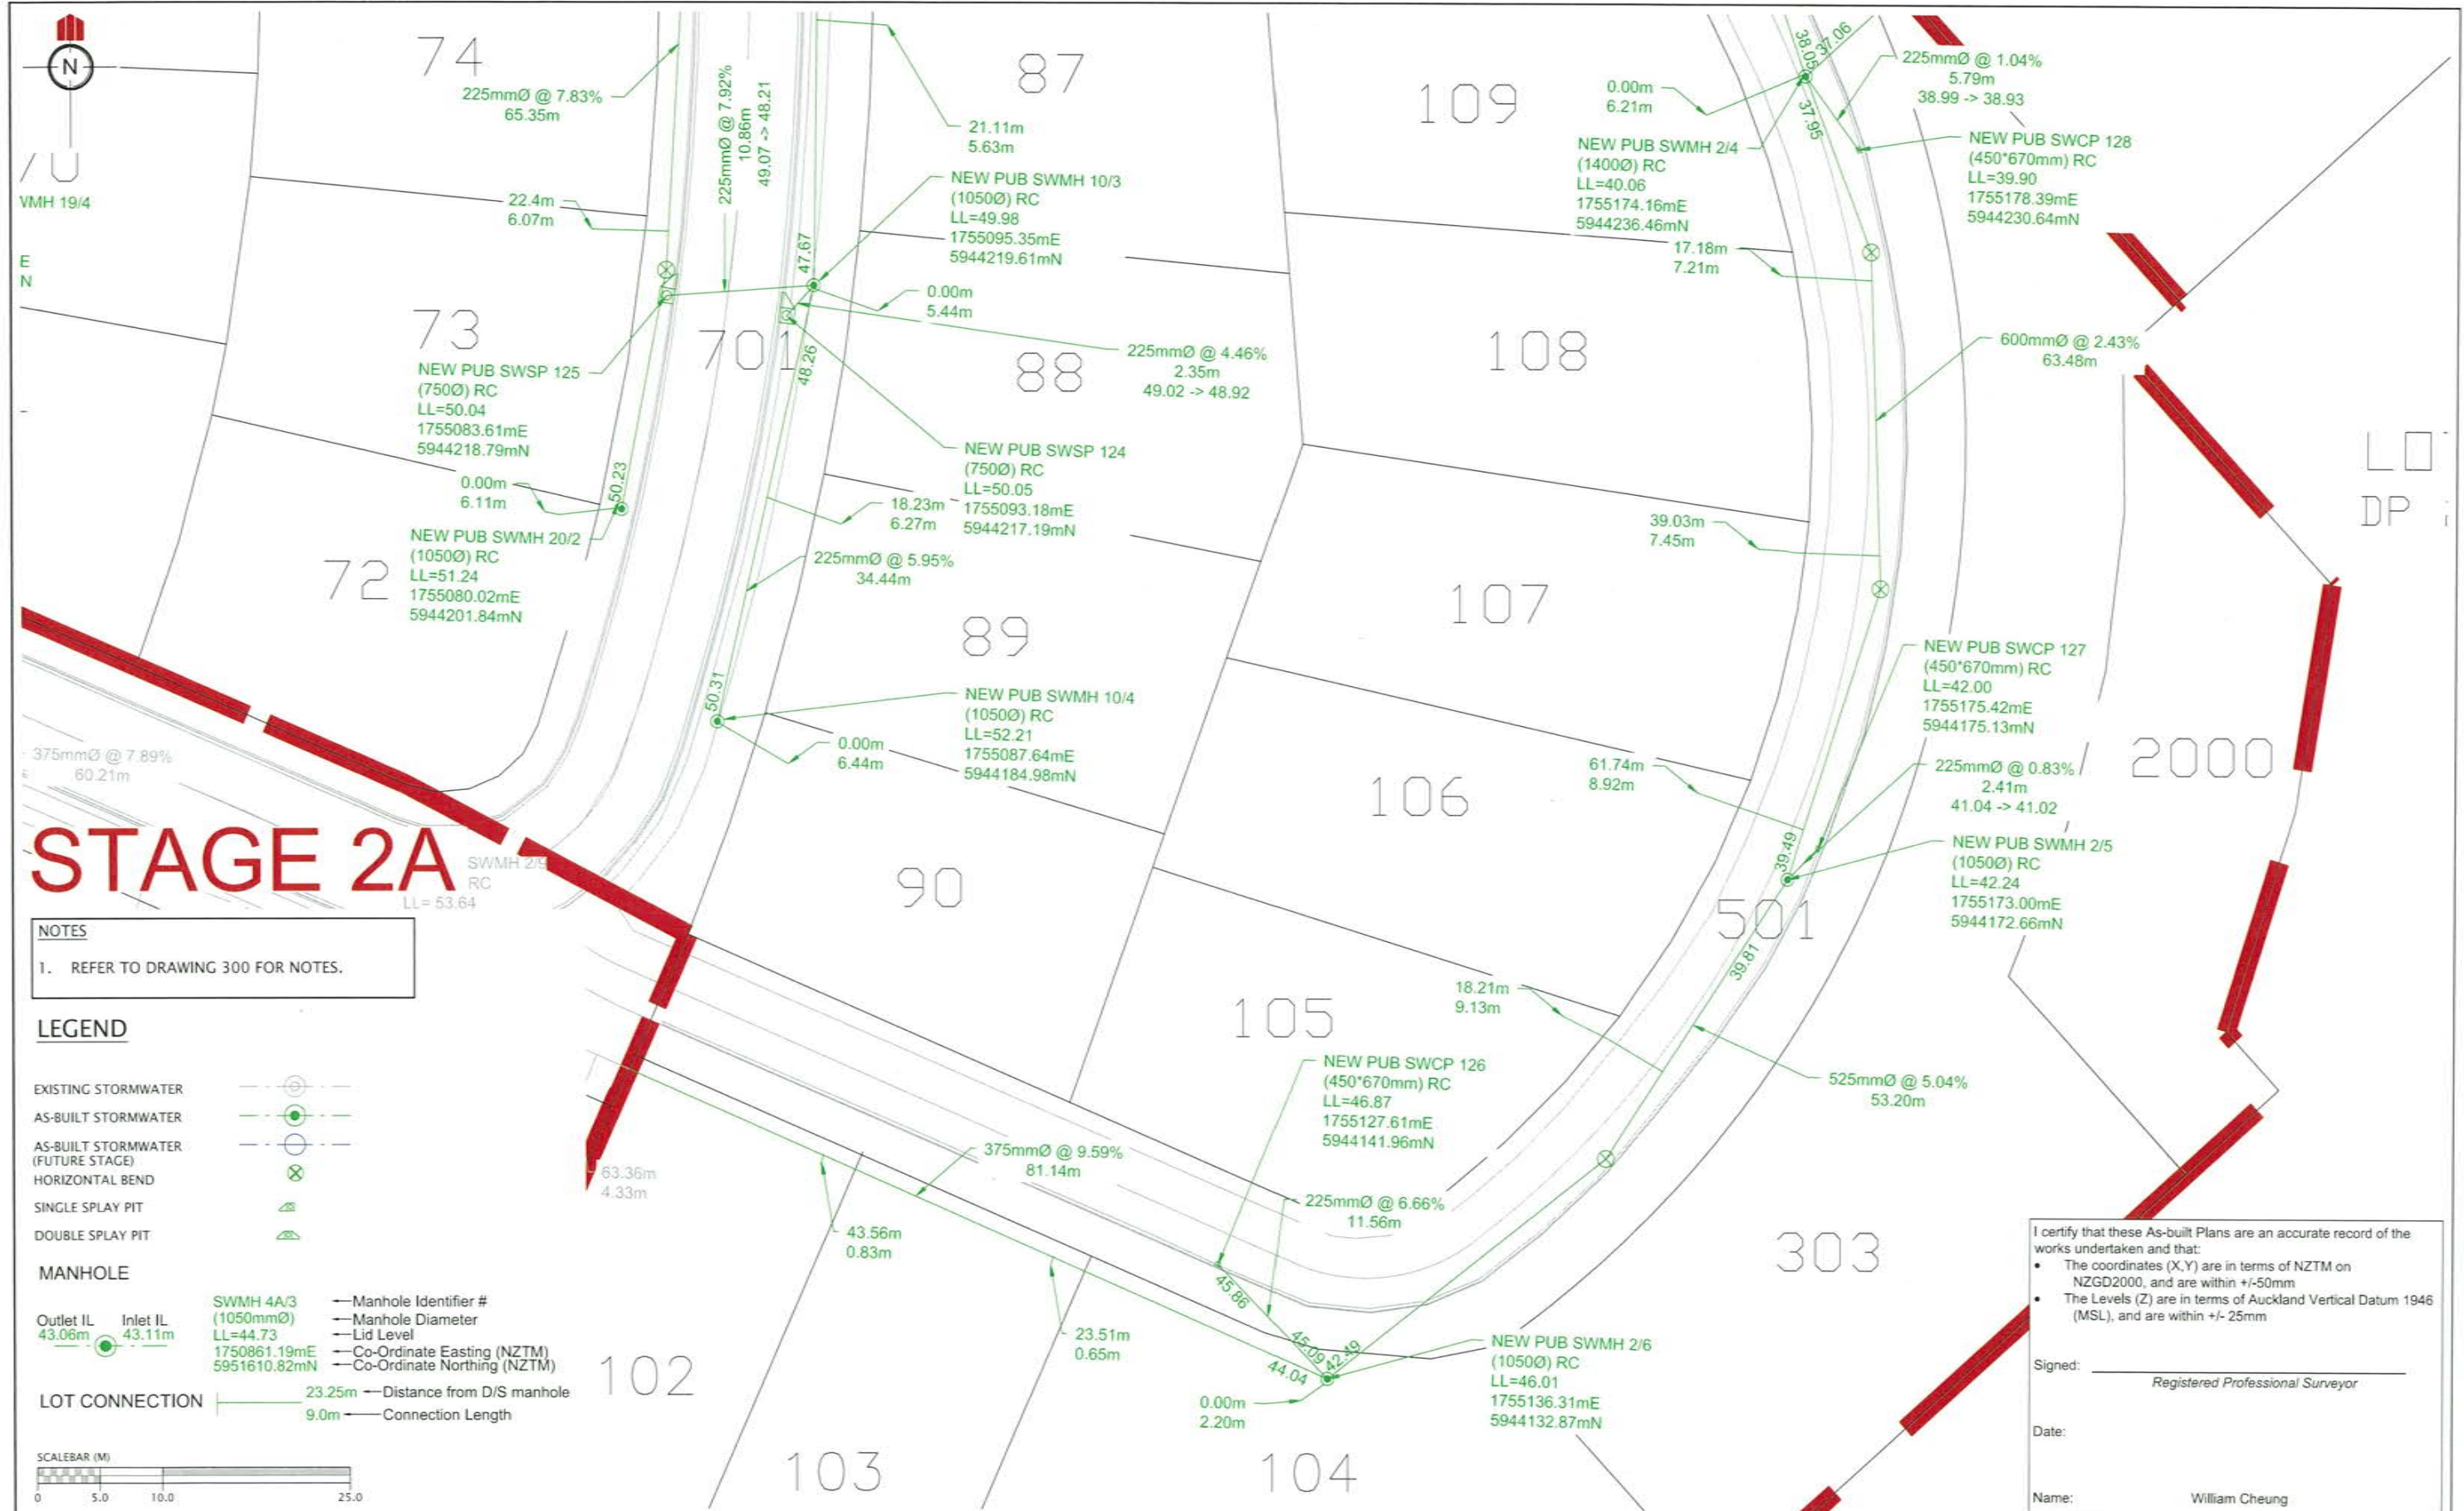 N
74
225mmØ @ 7.83%
65.35m
225mmØ @ 7.92%
10.86m
49.07 -> 48.21
87
21.11m
5.63m
109
0.00m
6.21m
38.05
37.06
37.95
225mmØ @ 1.04%
5.79m
38.99 -> 38.93
NEW PUB SWMH 2/4
(1400Ø) RC
LL=40.06
1755174.16mE
5944236.46mN
NEW PUB SWCP 128
(450*670mm) RC
LL=39.90
1755178.39mE
5944230.64mN
MH 19/4
E
N
22.4m
6.07m
NEW PUB SWMH 10/3
(1050Ø) RC
LL=49.98
1755095.35mE
5944219.61mN
47.67
17.18m
7.21m
0.00m
5.44m
73
701
48.26
88
225mmØ @ 4.46%
2.35m
49.02 -> 48.92
108
600mmØ @ 2.43%
63.48m
NEW PUB SWSP 125
(750Ø) RC
LL=50.04
1755083.61mE
5944218.79mN
NEW PUB SWSP 124
(750Ø) RC
LL=50.05
1755093.18mE
5944217.19mN
0.00m
6.11m
50.23
18.23m
6.27m
39.03m
7.45m
DP
NEW PUB SWMH 20/2
(1050Ø) RC
LL=51.24
1755080.02mE
5944201.84mN
72
225mmØ @ 5.95%
34.44m
107
89
NEW PUB SWCP 127
(450*670mm) RC
LL=42.00
1755175.42mE
5944175.13mN
50.31
NEW PUB SWMH 10/4
(1050Ø) RC
LL=52.21
1755087.64mE
5944184.98mN
0.00m
6.44m
375mmØ @ 7.89%
60.21m
61.74m
8.92m
106
225mmØ @ 0.83%
2.41m
41.04 -> 41.02
2000
39.49
NEW PUB SWMH 2/5
(1050Ø) RC
LL=42.24
1755173.00mE
5944172.66mN
STAGE 2A
SWMH 2/9
RC
LL= 53.64
90
501
39.81
NOTES
1. REFER TO DRAWING 300 FOR NOTES.
18.21m
9.13m
105
LEGEND
EXISTING STORMWATER
AS-BUILT STORMWATER
AS-BUILT STORMWATER
(FUTURE STAGE)
HORIZONTAL BEND
SINGLE SPLAY PIT
DOUBLE SPLAY PIT
NEW PUB SWCP 126
(450*670mm) RC
LL=46.87
1755127.61mE
5944141.96mN
525mmØ @ 5.04%
53.20m
375mmØ @ 9.59%
81.14m
63.36m
4.33m
225mmØ @ 6.66%
11.56m
43.56m
0.83m
303
45.86
45.09
42.49
44.04
23.51m
0.65m
0.00m
2.20m
NEW PUB SWMH 2/6
(1050Ø) RC
LL=46.01
1755136.31mE
5944132.87mN
MANHOLE
Outlet IL Inlet IL
43.06m 43.11m
SWMH 4A/3 Manhole Identifier #
(1050mmØ) Manhole Diameter
LL=44.73 Lid Level
1750861.19mE Co-Ordinate Easting (NZTM)
5951610.82mN Co-Ordinate Northing (NZTM)
LOT CONNECTION
23.25m Distance from D/S manhole
9.0m Connection Length
102
103
104
SCALEBAR (M)
0 5.0 10.0 25.0
I certify that these As-built Plans are an accurate record of the
works undertaken and that:
• The coordinates (X,Y) are in terms of NZTM on
NZGD2000, and are within +/-50mm
• The Levels (Z) are in terms of Auckland Vertical Datum 1946
(MSL), and are within +/- 25mm
Signed:
Registered Professional Surveyor
Date:
Name: William Cheung